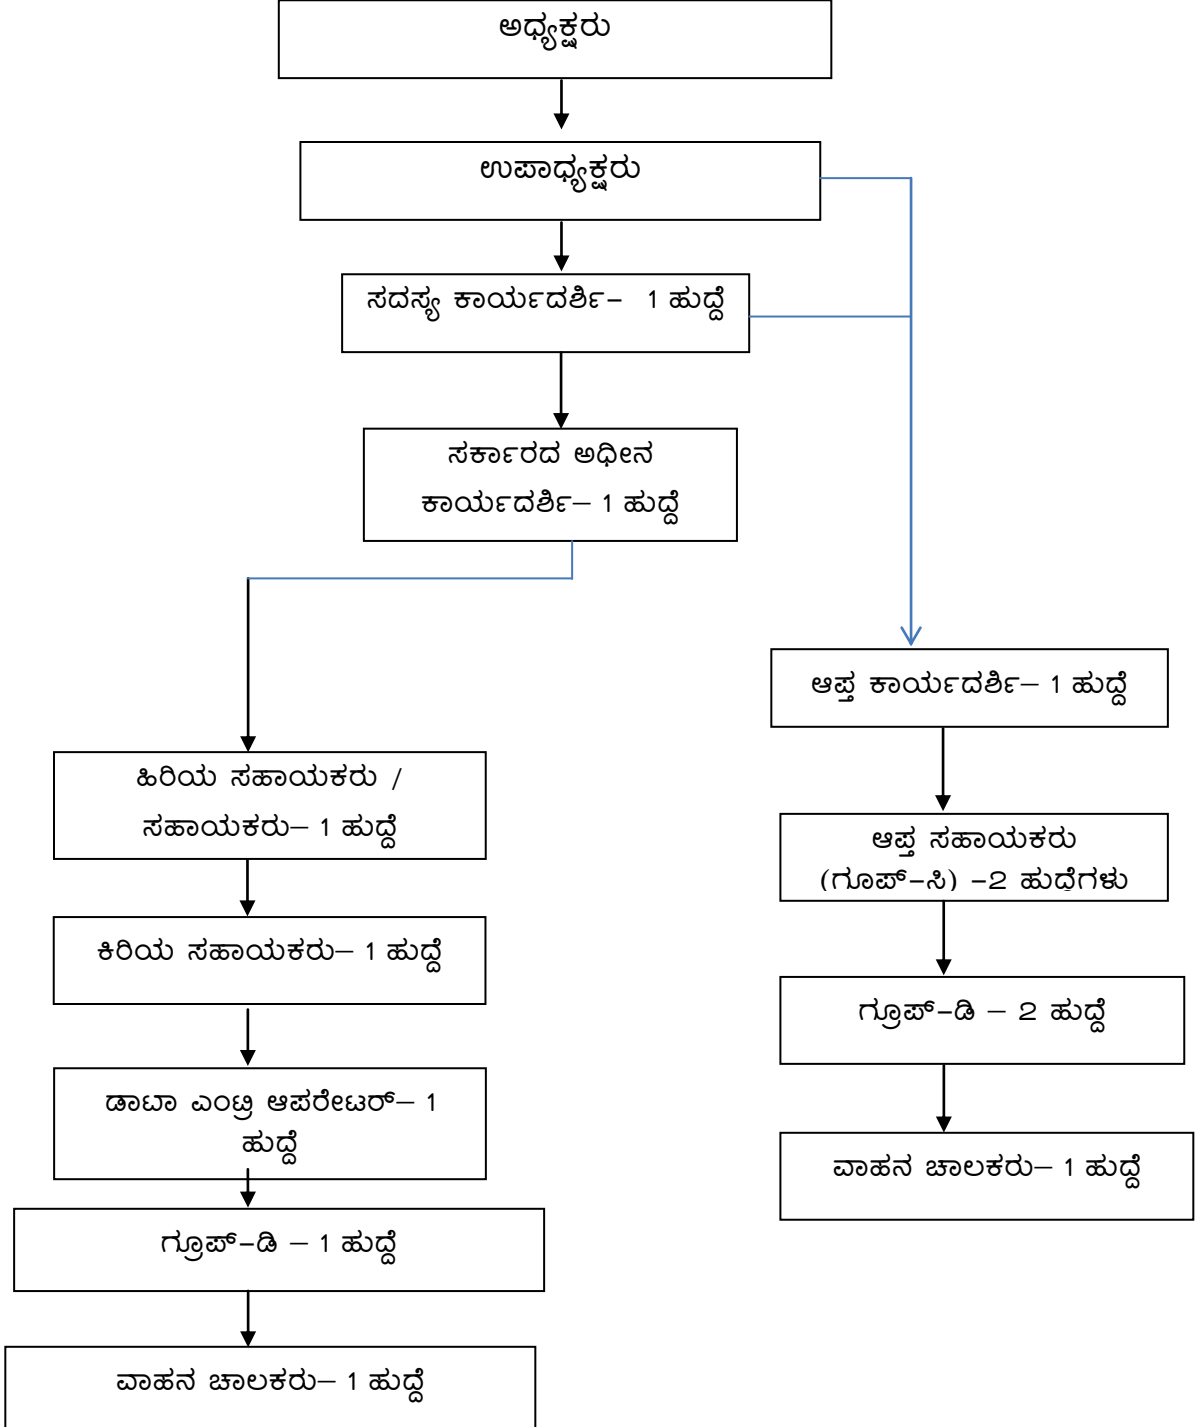 ಅಧ್ಯಕ್ಷರು
ಉಪಾಧ್ಯಕ್ಷರು
ಸದಸ್ಯ ಕಾರ್ಯದರ್ಶಿ- 1 ಹುದ್ದೆ
ಸರ್ಕಾರದ ಅಧೀನ
ಕಾರ್ಯದರ್ಶಿ– 1 ಹುದ್ದೆ
ಹಿರಿಯ ಸಹಾಯಕರು /
ಸಹಾಯಕರು– 1 ಹುದ್ದೆ
ಕಿರಿಯ ಸಹಾಯಕರು– 1 ಹುದ್ದೆ
ಡಾಟಾ ಎಂಟ್ರಿ ಆಪರೇಟರ್– 1
ಹುದ್ದೆ
ಗ್ರೂಪ್-ಡಿ – 1 ಹುದ್ದೆ
ವಾಹನ ಚಾಲಕರು– 1 ಹುದ್ದೆ
ಆಪ್ತ ಕಾರ್ಯದರ್ಶಿ– 1 ಹುದ್ದೆ
ಆಪ್ತ ಸಹಾಯಕರು
(ಗ್ರೂಪ್-ಸಿ) -2 ಹುದ್ದೆಗಳು
ಗ್ರೂಪ್-ಡಿ – 2 ಹುದ್ದೆ
ವಾಹನ ಚಾಲಕರು– 1 ಹುದ್ದೆ